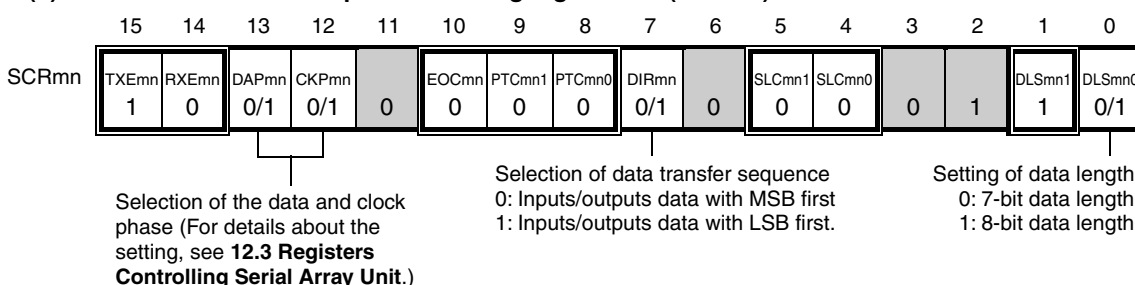 15 14 13 12 11 10 9 8 7 6 5 4 3 2 1 0
SCRmn
TXEmn RXEmn DAPmn CKPmn EOCmn PTCmn1 PTCmn0 DIRmn SLCmn1 SLCmn0 DLSmn1 DLSmn0
1 0 0/1 0/1 0 0 0 0 0/1 0 0 0 0 1 1 0/1
Selection of the data and clock
phase (For details about the
setting, see 12.3 Registers
Controlling Serial Array Unit.)
Selection of data transfer sequence
0: Inputs/outputs data with MSB first
1: Inputs/outputs data with LSB first.
Setting of data length
0: 7-bit data length
1: 8-bit data length